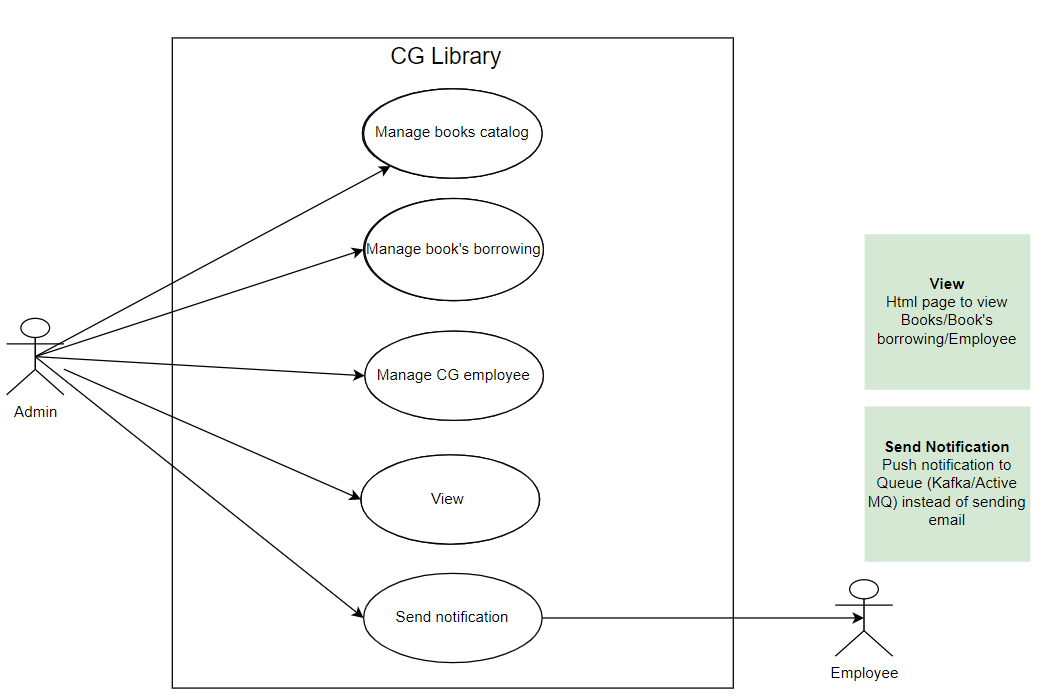 CG Library
Manage books catalog
Manage book's borrowing
Manage CG employee
View
Send notification
Admin
View
Html page to view
Books/Book's
borrowing/Employee
Send Notification
Push notification to
Queue (Kafka/Active
MQ) instead of sending
email
Employee